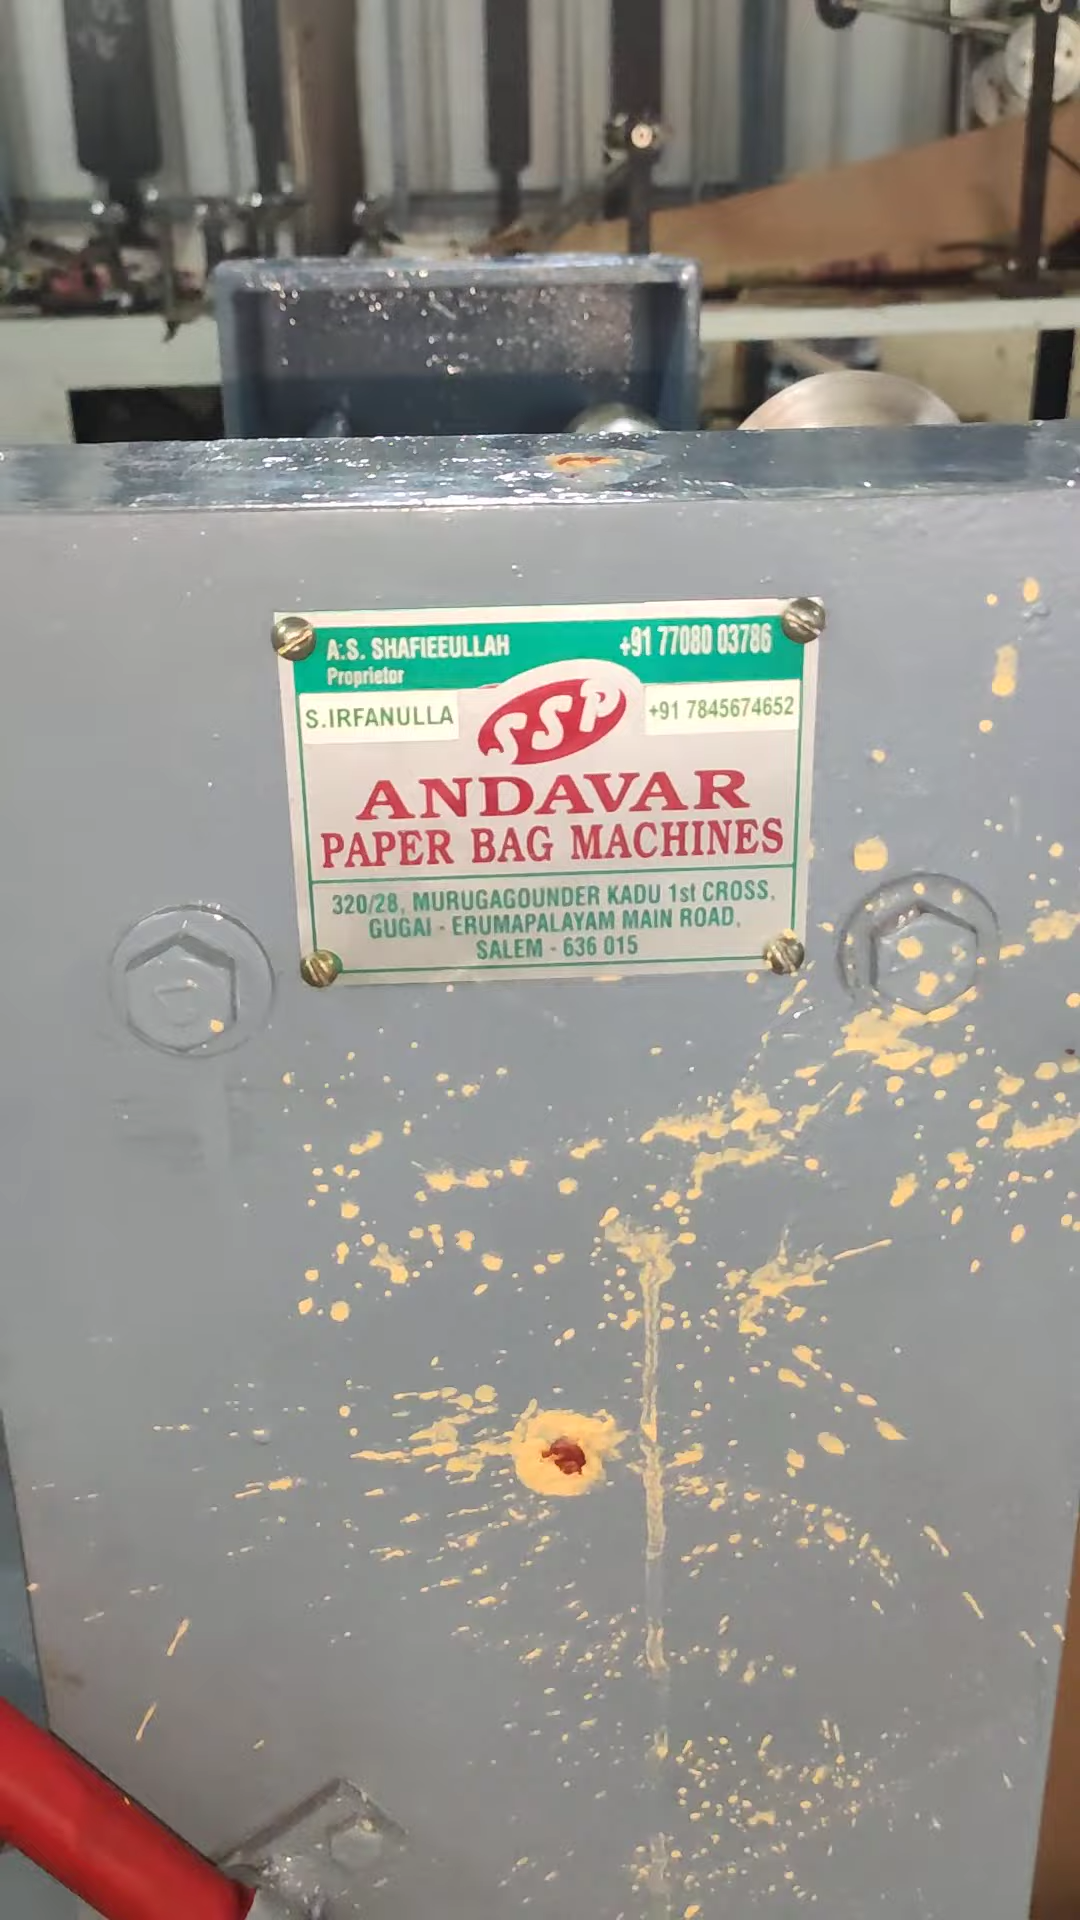 A.S. SHAFIEEULLAH +91 77080 03786
Proprietor
S.IRFANULLA +91 7845674652
SSP
ANDAVAR
PAPER BAG MACHINES
320/28, MURUGAGOUNDER KADU 1st CROSS,
GUGAI - ERUMAPALAYAM MAIN ROAD,
SALEM - 636 015